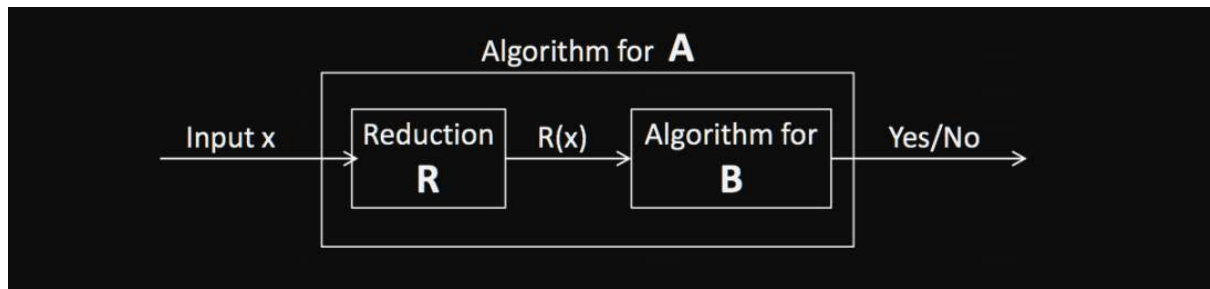 Algorithm for A
Input x
Reduction
R
R(x)
Algorithm for
B
Yes/No